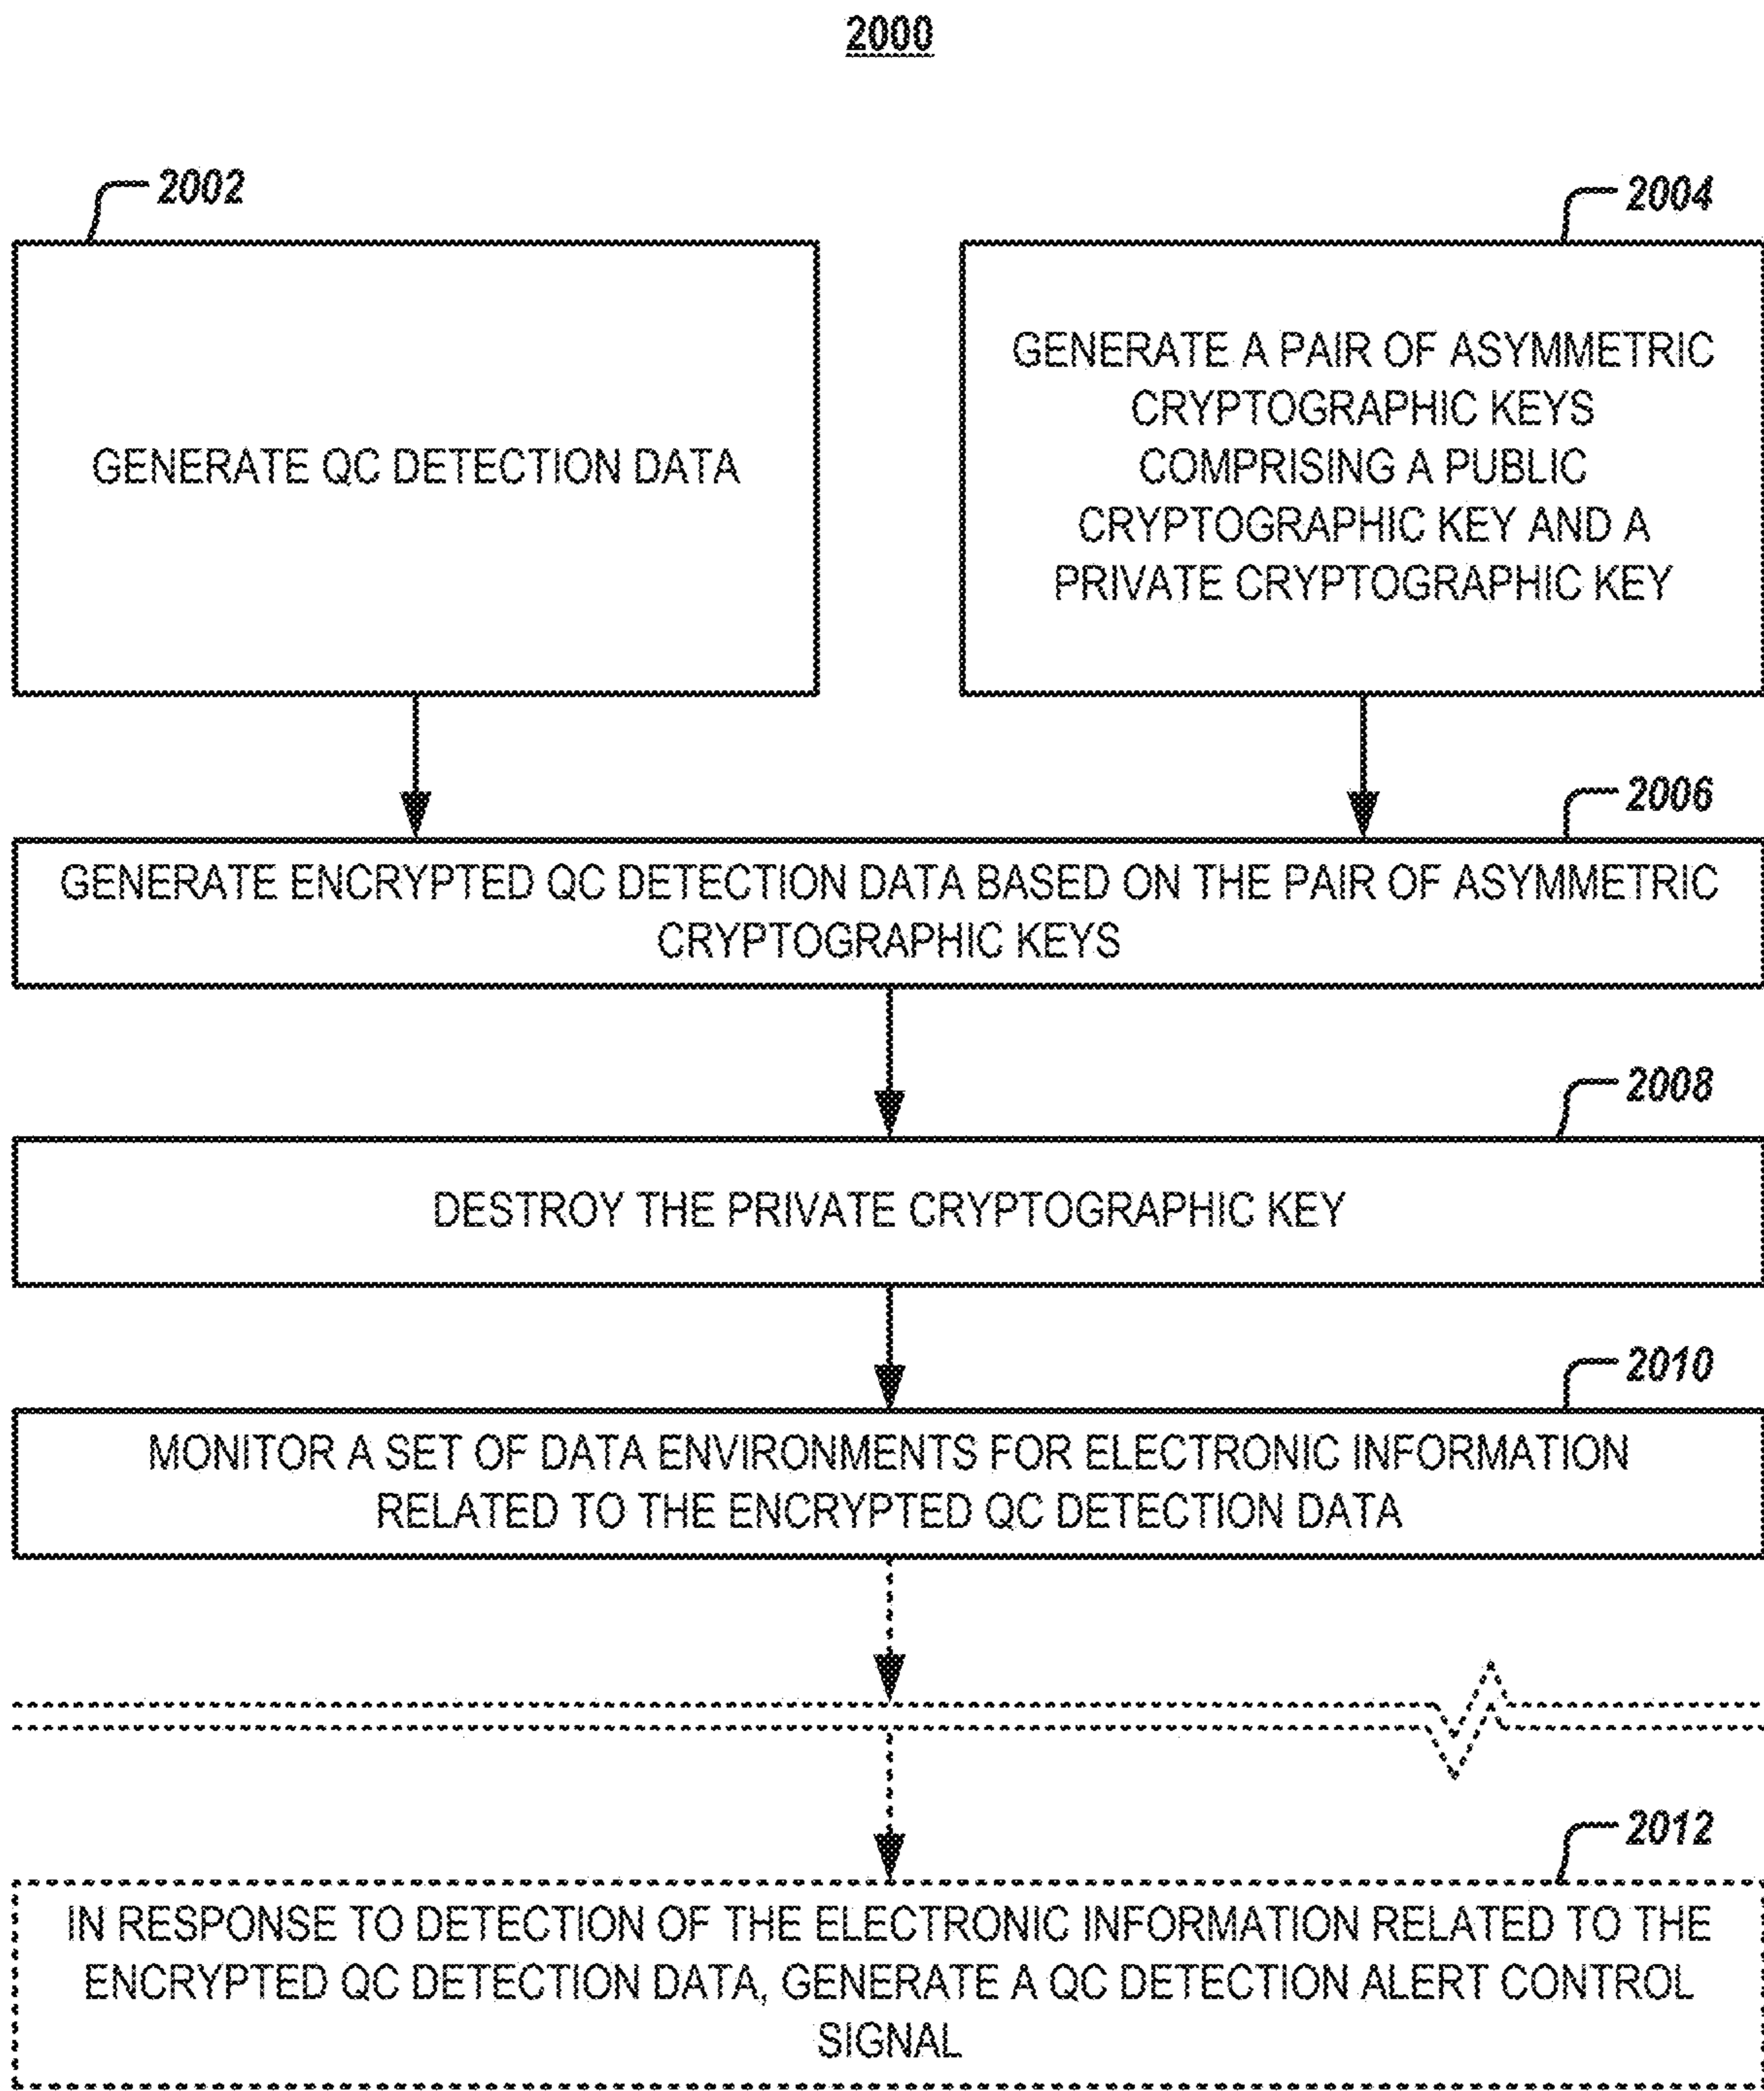 2000
2002
2004
GENERATE QC DETECTION DATA
GENERATE A PAIR OF ASYMMETRIC
CRYPTOGRAPHIC KEYS
COMPRISING A PUBLIC
CRYPTOGRAPHIC KEY AND A
PRIVATE CRYPTOGRAPHIC KEY
2006
GENERATE ENCRYPTED QC DETECTION DATA BASED ON THE PAIR OF ASYMMETRIC
CRYPTOGRAPHIC KEYS
2008
DESTROY THE PRIVATE CRYPTOGRAPHIC KEY
2010
MONITOR A SET OF DATA ENVIRONMENTS FOR ELECTRONIC INFORMATION
RELATED TO THE ENCRYPTED QC DETECTION DATA
2012
IN RESPONSE TO DETECTION OF THE ELECTRONIC INFORMATION RELATED TO THE
ENCRYPTED QC DETECTION DATA, GENERATE A QC DETECTION ALERT CONTROL
SIGNAL